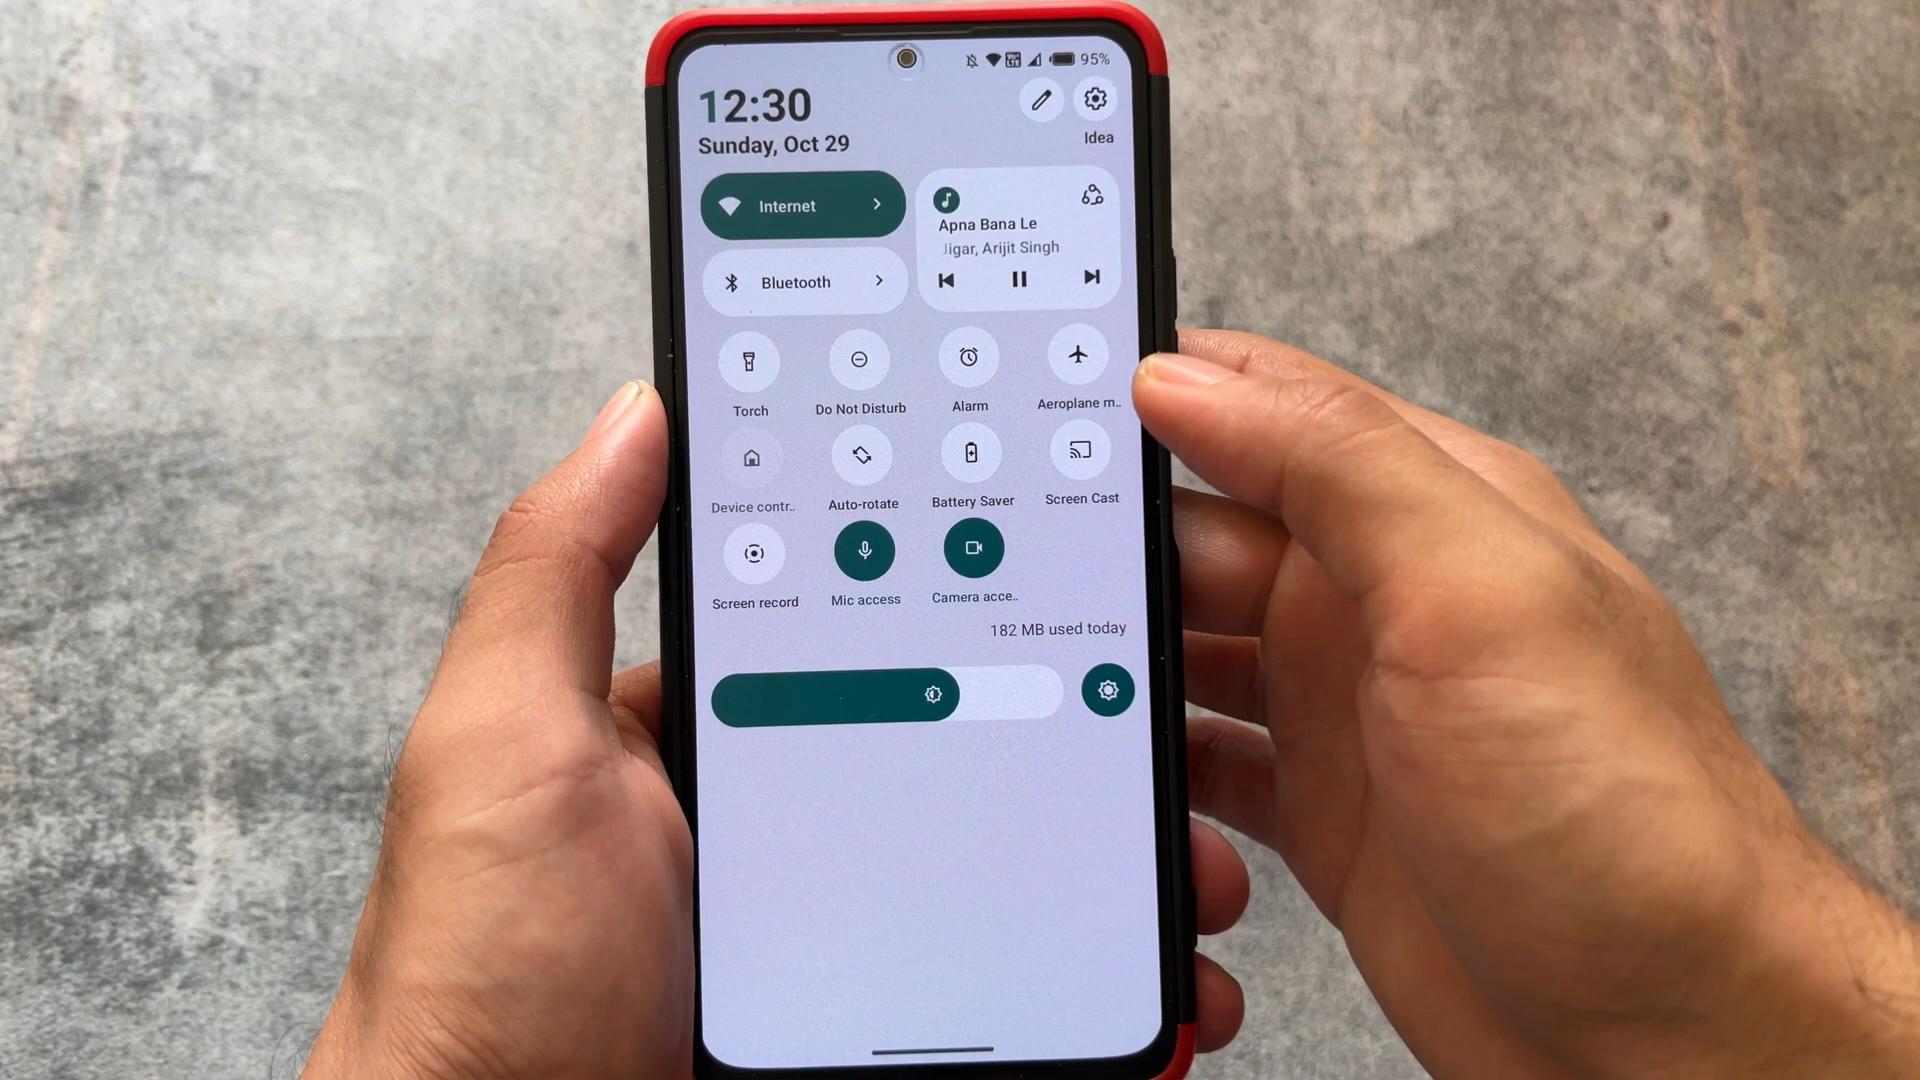 95%
12:30
Sunday, Oct 29
Idea
Internet
Apna Bana Le
Jigar, Arijit Singh
Bluetooth
Torch
Do Not Disturb
Alarm
Aeroplane m..
Device contr..
Auto-rotate
Battery Saver
Screen Cast
Screen record
Mic access
Camera acce..
182 MB used today